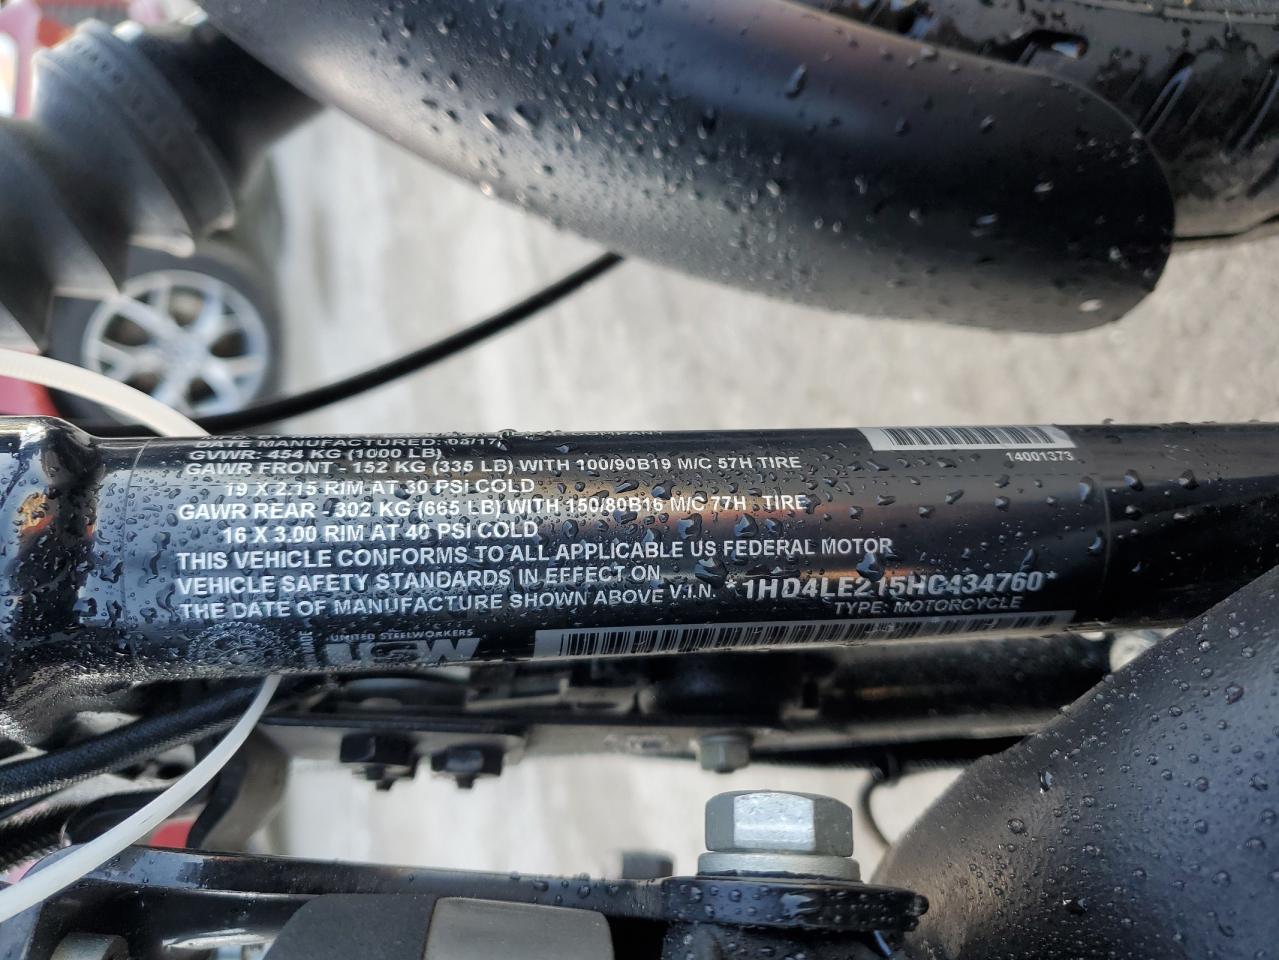 COMPANY
DATE MANUFACTURED: 05/17
GVWR: 454 KG (1000 LB)
GAWR FRONT - 152 KG (335 LB) WITH 100/90B19 M/C 57H TIRE
19 X 2.15 RIM AT 30 PSI COLD
GAWR REAR - 302 KG (665 LB) WITH 150/80B16 M/C 77H TIRE
16 X 3.00 RIM AT 40 PSI COLD
THIS VEHICLE CONFORMS TO ALL APPLICABLE US FEDERAL MOTOR
VEHICLE SAFETY STANDARDS IN EFFECT ON
THE DATE OF MANUFACTURE SHOWN ABOVE V.I.N. *1HD4LE215HC434760*
TYPE: MOTORCYCLE
14001373
UNITED STEELWORKERS
USW